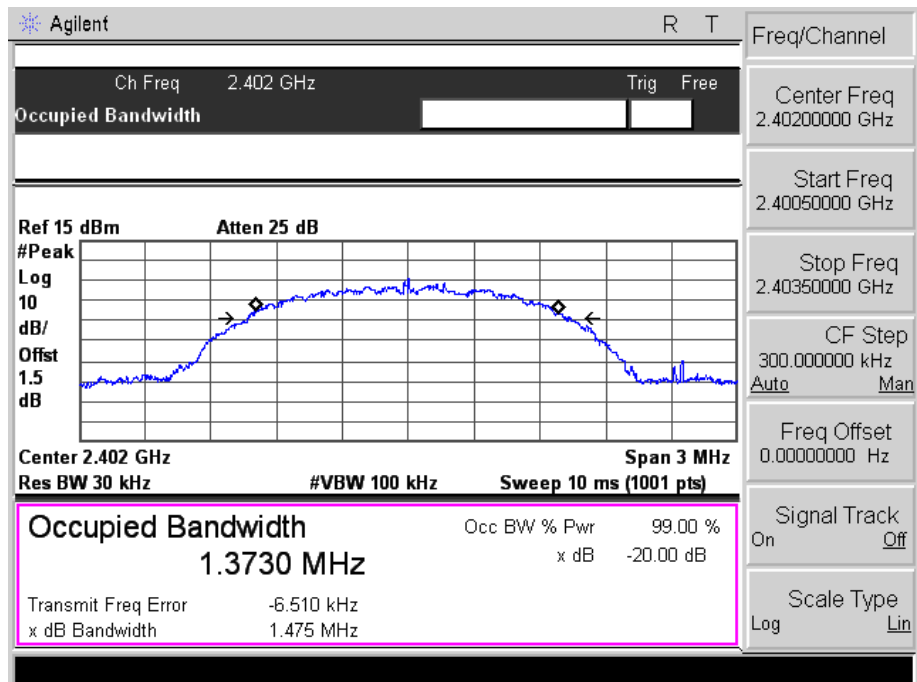 Agilent R T
Ch Freq 2.402 GHz Trig Free
Occupied Bandwidth
Ref 15 dBm Atten 25 dB
#Peak
Log
10
dB/
Offst
1.5
dB
Center 2.402 GHz Span 3 MHz
Res BW 30 kHz #VBW 100 kHz Sweep 10 ms (1001 pts)
Occupied Bandwidth Occ BW % Pwr 99.00 %
1.3730 MHz x dB -20.00 dB
Transmit Freq Error -6.510 kHz
x dB Bandwidth 1.475 MHz
Freq/Channel
Center Freq
2.40200000 GHz
Start Freq
2.40050000 GHz
Stop Freq
2.40350000 GHz
CF Step
300.000000 kHz
Auto Man
Freq Offset
0.00000000 Hz
Signal Track
On Off
Scale Type
Log Lin